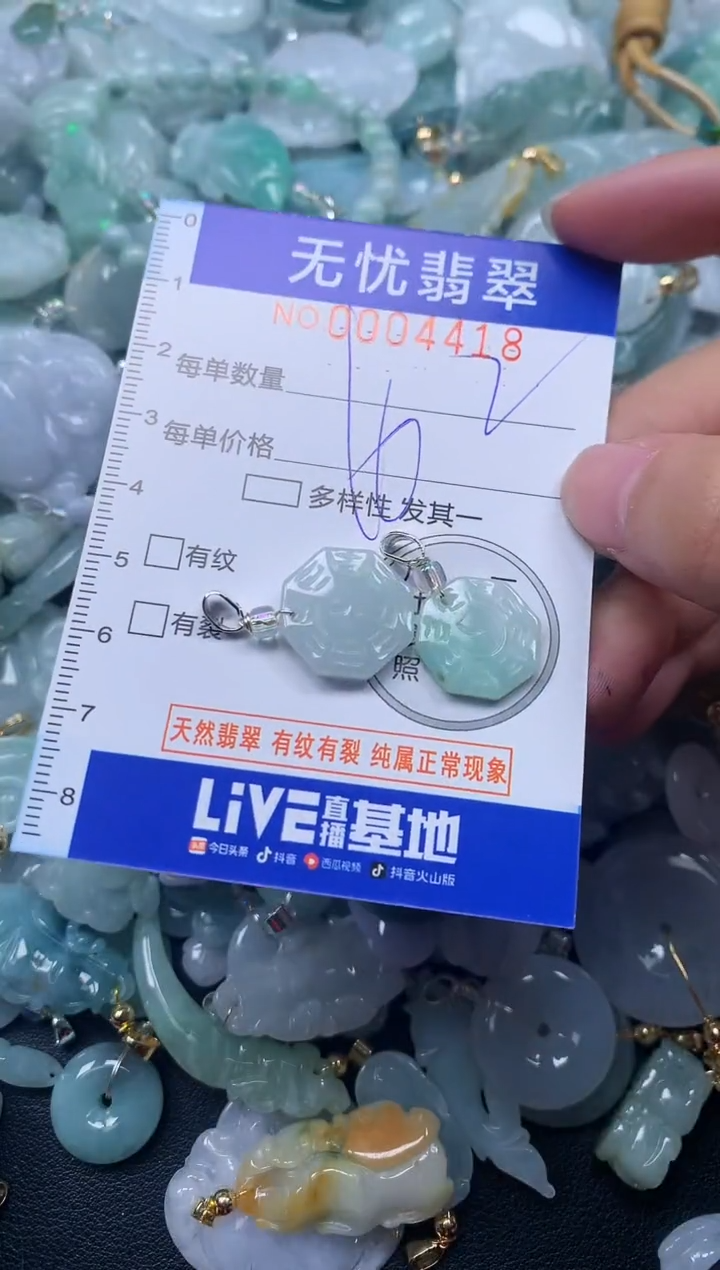 无忧翡翠
NO 0004418
每单数量
每单价格
多样性 发其一
有纹
有裂
照
天然翡翠 有纹有裂 纯属正常现象
LiVE直播基地
今日头条 抖音 西瓜视频 抖音火山版
0
1
2
3
4
5
6
7
8